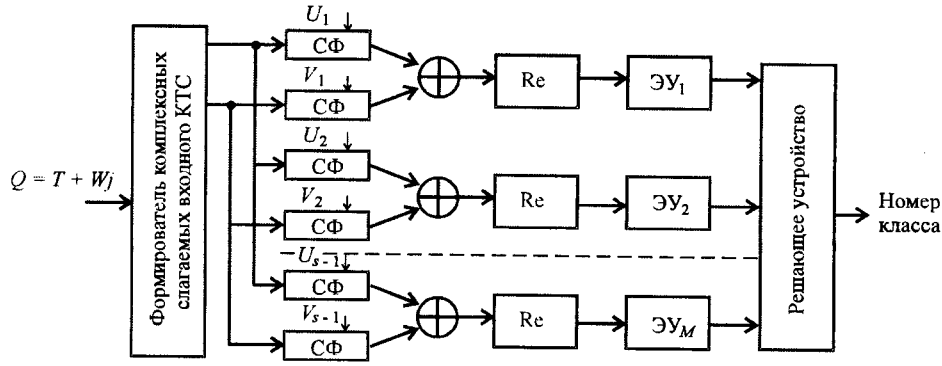 Q = T + Wj
Формирователь комплексных
слагаемых входного КТС
U₁
СФ
V₁
СФ
Re
ЭУ₁
U₂
СФ
V₂
СФ
Re
ЭУ₂
Uₛ₋₁
СФ
Vₛ₋₁
СФ
Re
ЭУ_M
Решающее устройство
Номер
класса